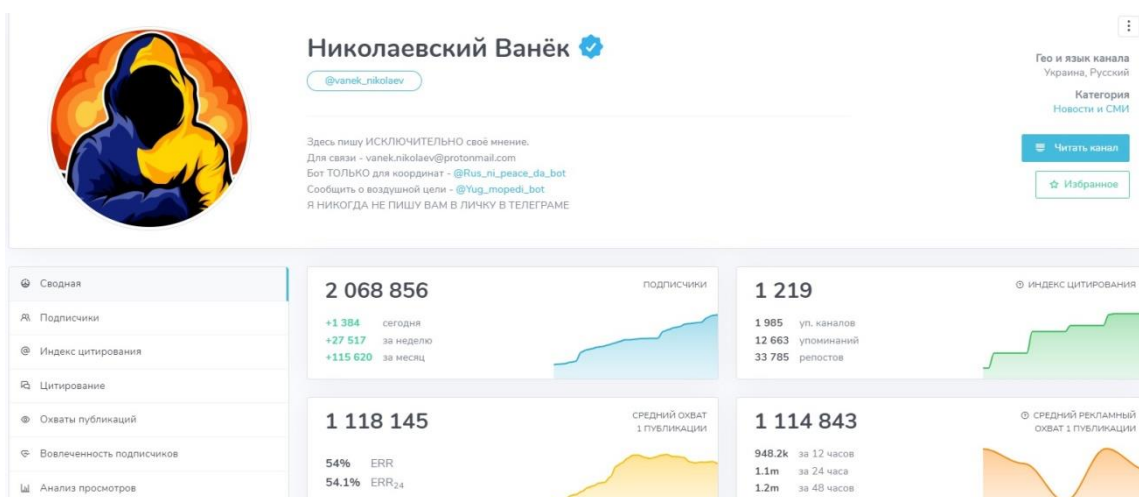 Николаевский Ванёк
@vanek_nikolaev
Здесь пишу ИСКЛЮЧИТЕЛЬНО своё мнение.
Для связи - vanek.nikolaev@protonmail.com
Бот ТОЛЬКО для координат - @Rus_ni_peace_da_bot
Сообщить о воздушной цели - @Yug_mopedi_bot
Я НИКОГДА НЕ ПИШУ ВАМ В ЛИЧКУ В ТЕЛЕГРАМЕ
Гео и язык канала
Украина, Русский
Категория
Новости и СМИ
Читать канал
Избранное
Сводная
Подписчики
Индекс цитирования
Цитирование
Охваты публикаций
Вовлеченность подписчиков
Анализ просмотров
2 068 856
ПОДПИСЧИКИ
+1 384 сегодня
+27 517 за неделю
+115 620 за месяц
1 219
ИНДЕКС ЦИТИРОВАНИЯ
1 985 уп. каналов
12 663 упоминаний
33 785 репостов
1 118 145
СРЕДНИЙ ОХВАТ
1 ПУБЛИКАЦИИ
54% ERR
54.1% ERR24
1 114 843
СРЕДНИЙ РЕКЛАМНЫЙ
ОХВАТ 1 ПУБЛИКАЦИИ
948.2k за 12 часов
1.1m за 24 часа
1.2m за 48 часов